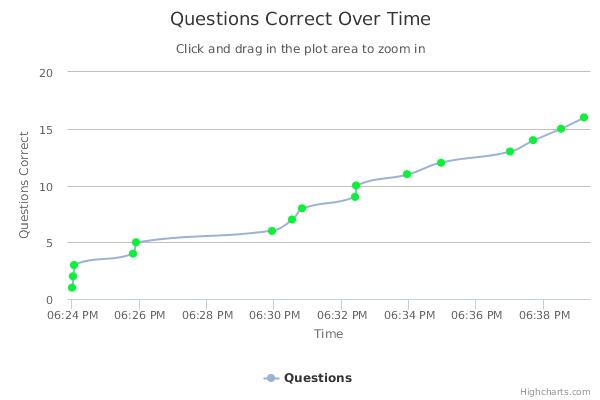 Questions Correct Over Time
Click and drag in the plot area to zoom in
Questions Correct
20
15
10
5
0
06:24 PM 06:26 PM 06:28 PM 06:30 PM 06:32 PM 06:34 PM 06:36 PM 06:38 PM
Time
Questions
Highcharts.com